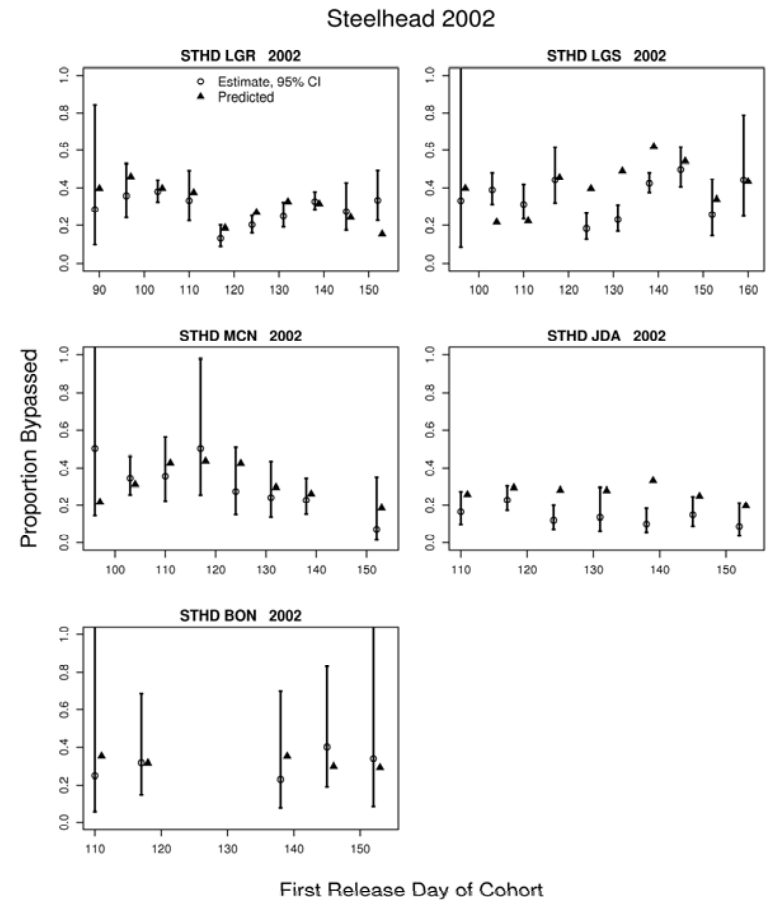 Steelhead 2002
STHD LGR 2002
Estimate, 95% CI
Predicted
0.0 0.2 0.4 0.6 0.8 1.0
90 100 110 120 130 140 150
STHD LGS 2002
0.0 0.2 0.4 0.6 0.8 1.0
100 110 120 130 140 150 160
STHD MCN 2002
0.0 0.2 0.4 0.6 0.8 1.0
100 110 120 130 140 150
STHD JDA 2002
0.0 0.2 0.4 0.6 0.8 1.0
110 120 130 140 150
Proportion Bypassed
STHD BON 2002
0.0 0.2 0.4 0.6 0.8 1.0
110 120 130 140 150
First Release Day of Cohort